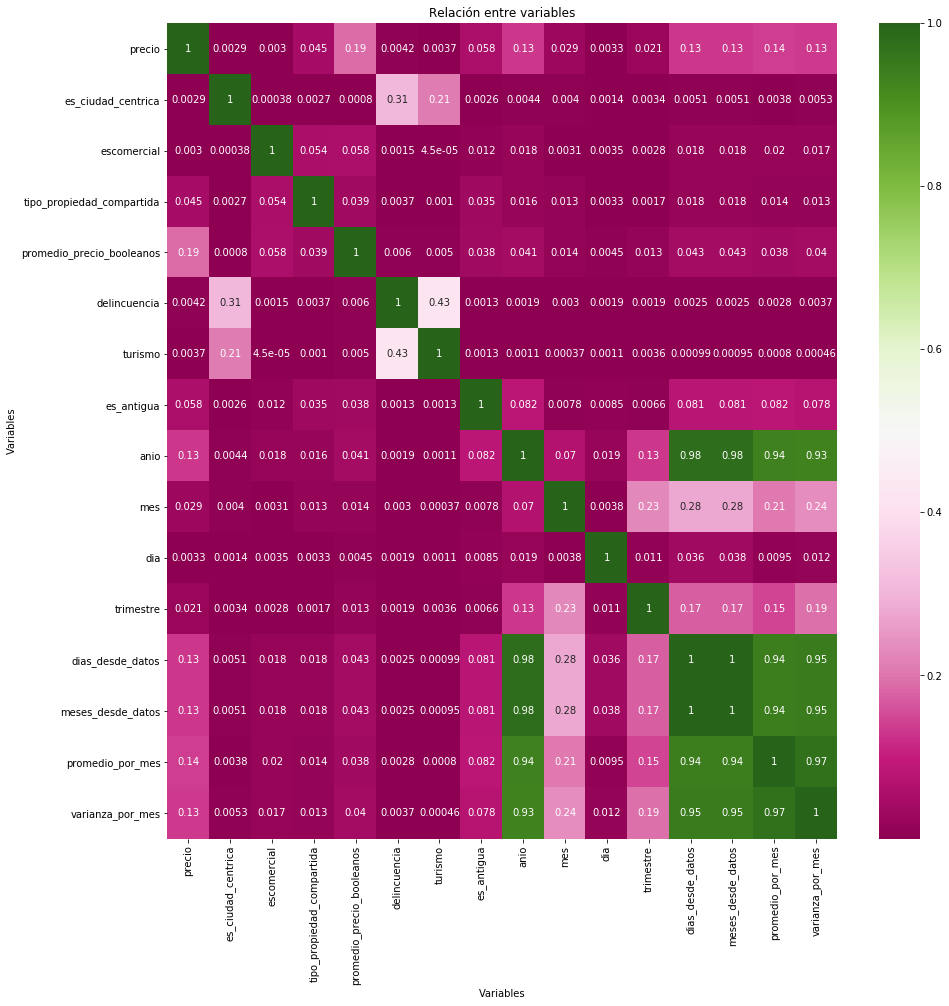 Relación entre variables
precio 1 0.0029 0.003 0.045 0.19 0.0042 0.0037 0.058 0.13 0.029 0.0033 0.021 0.13 0.13 0.14 0.13
es_ciudad_centrica 0.0029 1 0.00038 0.0027 0.0008 0.31 0.21 0.0026 0.0044 0.004 0.0014 0.0034 0.0051 0.0051 0.0038 0.0053
escomercial 0.003 0.00038 1 0.054 0.058 0.0015 4.5e-05 0.012 0.018 0.0031 0.0035 0.0028 0.018 0.018 0.02 0.017
tipo_propiedad_compartida 0.045 0.0027 0.054 1 0.039 0.0037 0.001 0.035 0.016 0.013 0.0033 0.0017 0.018 0.018 0.014 0.013
promedio_precio_booleanos 0.19 0.0008 0.058 0.039 1 0.006 0.005 0.038 0.041 0.014 0.0045 0.013 0.043 0.043 0.038 0.04
delincuencia 0.0042 0.31 0.0015 0.0037 0.006 1 0.43 0.0013 0.0019 0.003 0.0019 0.0019 0.0025 0.0025 0.0028 0.0037
turismo 0.0037 0.21 4.5e-05 0.001 0.005 0.43 1 0.0013 0.0011 0.00037 0.0011 0.0036 0.00099 0.00095 0.0008 0.00046
es_antigua 0.058 0.0026 0.012 0.035 0.038 0.0013 0.0013 1 0.082 0.0078 0.0085 0.0066 0.081 0.081 0.082 0.078
anio 0.13 0.0044 0.018 0.016 0.041 0.0019 0.0011 0.082 1 0.07 0.019 0.13 0.98 0.98 0.94 0.93
mes 0.029 0.004 0.0031 0.013 0.014 0.003 0.00037 0.0078 0.07 1 0.0038 0.23 0.28 0.28 0.21 0.24
dia 0.0033 0.0014 0.0035 0.0033 0.0045 0.0019 0.0011 0.0085 0.019 0.0038 1 0.011 0.036 0.038 0.0095 0.012
trimestre 0.021 0.0034 0.0028 0.0017 0.013 0.0019 0.0036 0.0066 0.13 0.23 0.011 1 0.17 0.17 0.15 0.19
dias_desde_datos 0.13 0.0051 0.018 0.018 0.043 0.0025 0.00099 0.081 0.98 0.28 0.036 0.17 1 1 0.94 0.95
meses_desde_datos 0.13 0.0051 0.018 0.018 0.043 0.0025 0.00095 0.081 0.98 0.28 0.038 0.17 1 1 0.94 0.95
promedio_por_mes 0.14 0.0038 0.02 0.014 0.038 0.0028 0.0008 0.082 0.94 0.21 0.0095 0.15 0.94 0.94 1 0.97
varianza_por_mes 0.13 0.0053 0.017 0.013 0.04 0.0037 0.00046 0.078 0.93 0.24 0.012 0.19 0.95 0.95 0.97 1
Variables
precio
es_ciudad_centrica
escomercial
tipo_propiedad_compartida
promedio_precio_booleanos
delincuencia
turismo
es_antigua
anio
mes
dia
trimestre
dias_desde_datos
meses_desde_datos
promedio_por_mes
varianza_por_mes
Variables
1.0
0.8
0.6
0.4
0.2